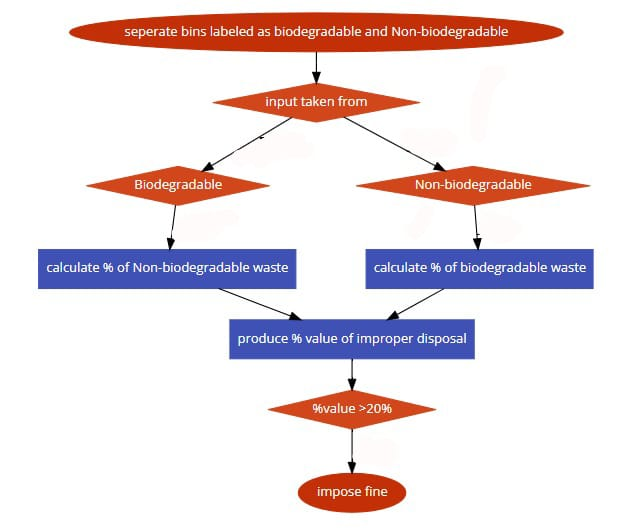 seperate bins labeled as biodegradable and Non-biodegradable
input taken from
Biodegradable
Non-biodegradable
calculate % of Non-biodegradable waste
calculate % of biodegradable waste
produce % value of improper disposal
%value >20%
impose fine